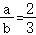 a/b = 2/3